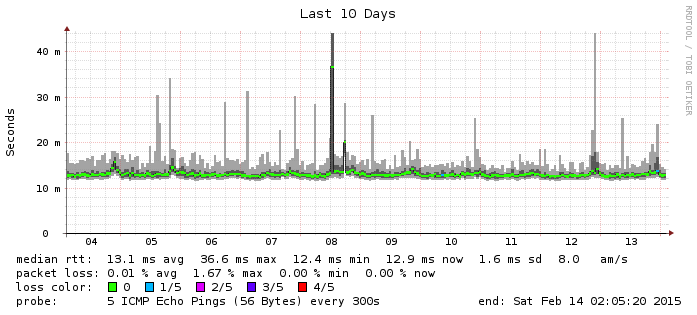 Last 10 Days
RRDTOOL / TOBI OETIKER
Seconds
40 m
30 m
20 m
10 m
0
04 05 06 07 08 09 10 11 12 13
median rtt: 13.1 ms avg 36.6 ms max 12.4 ms min 12.9 ms now 1.6 ms sd 8.0 am/s
packet loss: 0.01 % avg 1.67 % max 0.00 % min 0.00 % now
loss color: 0 1/5 2/5 3/5 4/5
probe: 5 ICMP Echo Pings (56 Bytes) every 300s end: Sat Feb 14 02:05:20 2015